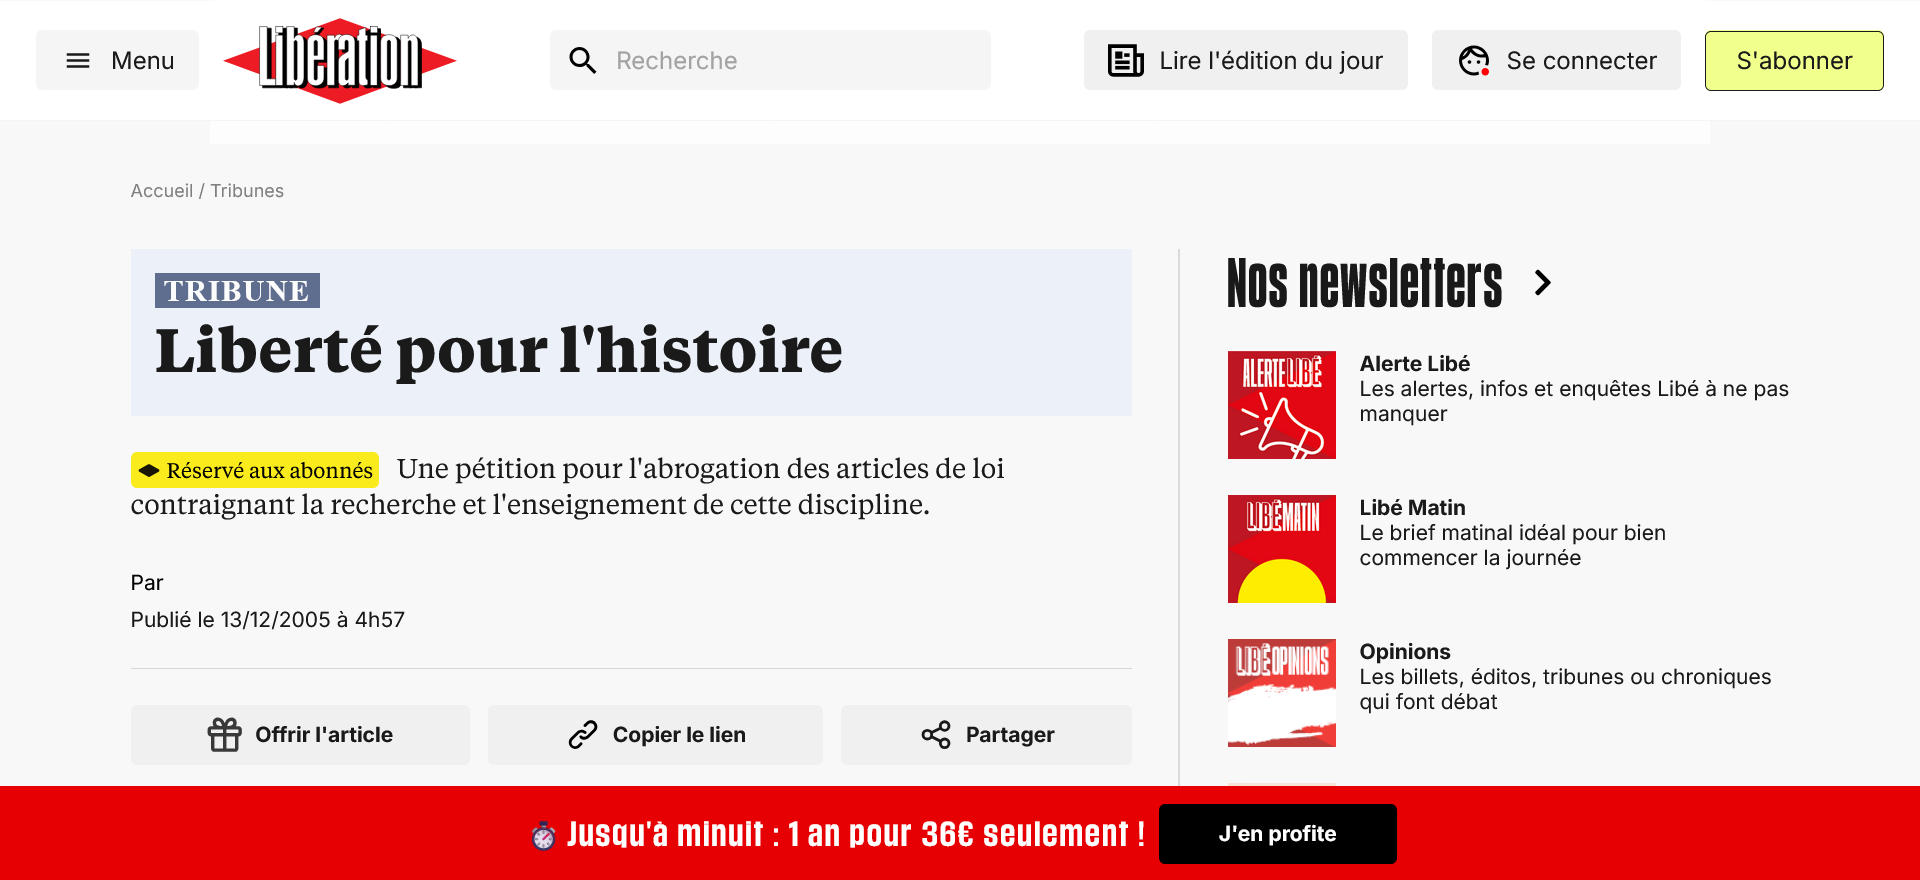 Menu
Libération
Recherche
Lire l'édition du jour
Se connecter
S'abonner
Accueil / Tribunes
TRIBUNE
Liberté pour l'histoire
Réservé aux abonnés Une pétition pour l'abrogation des articles de loi
contraignant la recherche et l'enseignement de cette discipline.
Par
Publié le 13/12/2005 à 4h57
Offrir l'article
Copier le lien
Partager
Nos newsletters
ALERTE LIBÉ
Alerte Libé
Les alertes, infos et enquêtes Libé à ne pas
manquer
LIBÉ MATIN
Libé Matin
Le brief matinal idéal pour bien
commencer la journée
LIBÉ OPINIONS
Opinions
Les billets, éditos, tribunes ou chroniques
qui font débat
Jusqu'à minuit : 1 an pour 36€ seulement !
J'en profite